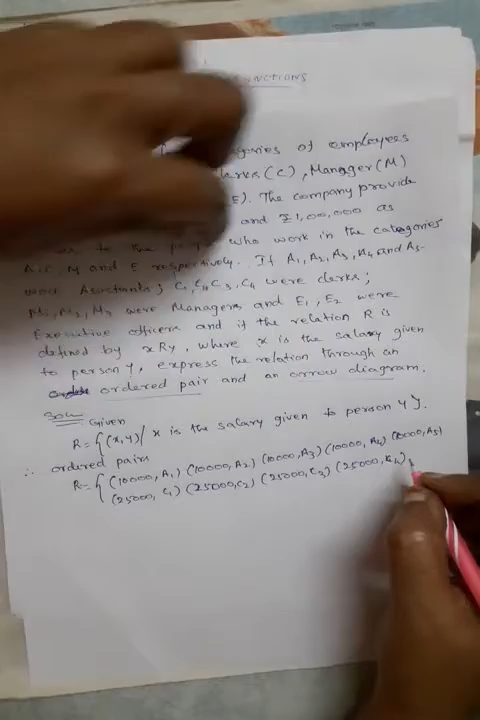 NCTIONS
gories of employees
lerks (C), Manager (M)
E). The company provide
and ₹1,00,000 as
to the who work in the categories
A, C, M and E respectively. If A1, A2, A3, A4 and A5
were Assistants; C1, C2, C3, C4 were clerks;
M1, M2, M3 were Managers and E1, E2 were
Executive officers and if the relation R is
defined by xRy, where x is the salary given
to person y, express the relation through an
ordered pair and an arrow diagram.
Soln: Given
R = {(x,y)/ x is the salary given to person y}.
∴ ordered pairs
R = { (10000, A1) (10000, A2) (10000, A3) (10000, A4) (10000, A5)
(25000, C1) (25000, C2) (25000, C3) (25000, C4)